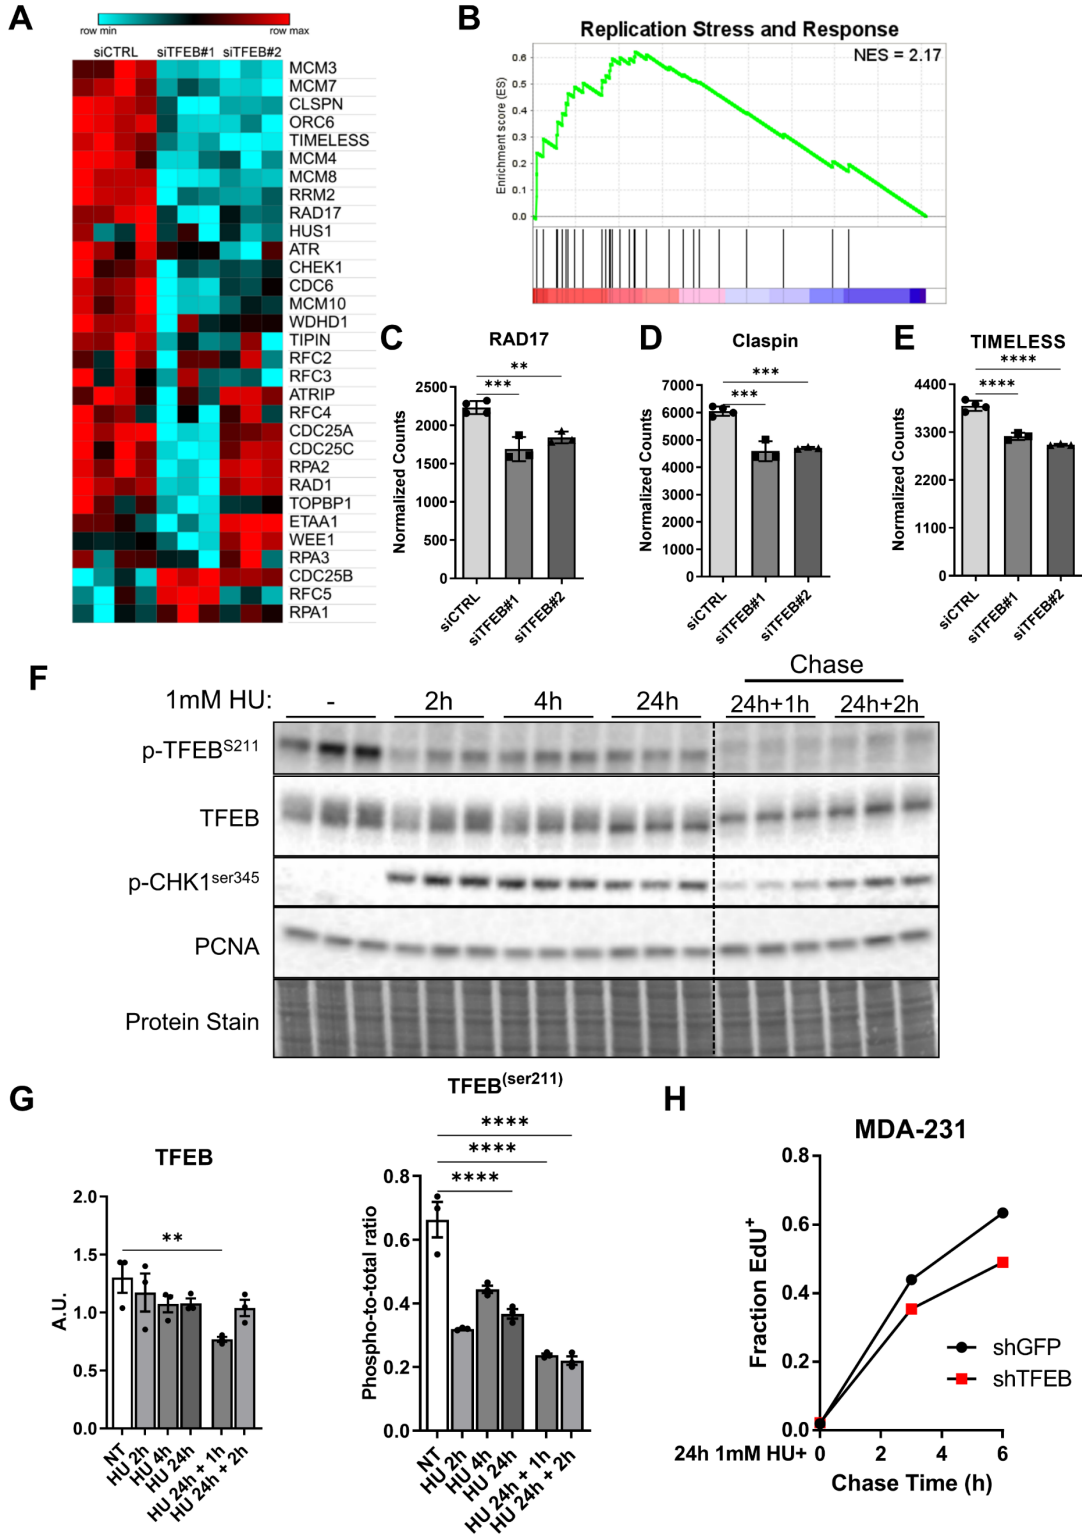 A
row min
row max
siCTRL siTFEB#1 siTFEB#2
MCM3
MCM7
CLSPN
ORC6
TIMELESS
MCM4
MCM8
RRM2
RAD17
HUS1
ATR
CHEK1
CDC6
MCM10
WDHD1
TIPIN
RFC2
RFC3
ATRIP
RFC4
CDC25A
CDC25C
RPA2
RAD1
TOPBP1
ETAA1
WEE1
RPA3
CDC25B
RFC5
RPA1
B
Replication Stress and Response
NES = 2.17
Enrichment score (ES)
0.6
0.5
0.4
0.3
0.2
0.1
0.0
C
RAD17
**
***
Normalized Counts
2500
2000
1500
1000
500
0
siCTRL
siTFEB#1
siTFEB#2
D
Claspin
***
***
Normalized Counts
7000
6000
5000
4000
3000
2000
1000
0
siCTRL
siTFEB#1
siTFEB#2
E
TIMELESS
****
****
Normalized Counts
4400
3300
2200
1100
0
siCTRL
siTFEB#1
siTFEB#2
F
Chase
1mM HU: - 2h 4h 24h 24h+1h 24h+2h
p-TFEB^S211
TFEB
p-CHK1^ser345
PCNA
Protein Stain
G
TFEB
**
A.U.
2.0
1.5
1.0
0.5
0.0
NT
HU 2h
HU 4h
HU 24h
HU 24h + 1h
HU 24h + 2h
TFEB^(ser211)
****
****
****
Phospho-to-total ratio
0.8
0.6
0.4
0.2
0.0
NT
HU 2h
HU 4h
HU 24h
HU 24h + 1h
HU 24h + 2h
H
MDA-231
Fraction EdU^+
0.8
0.6
0.4
0.2
0.0
shGFP
shTFEB
24h 1mM HU+ 0 2 4 6
Chase Time (h)